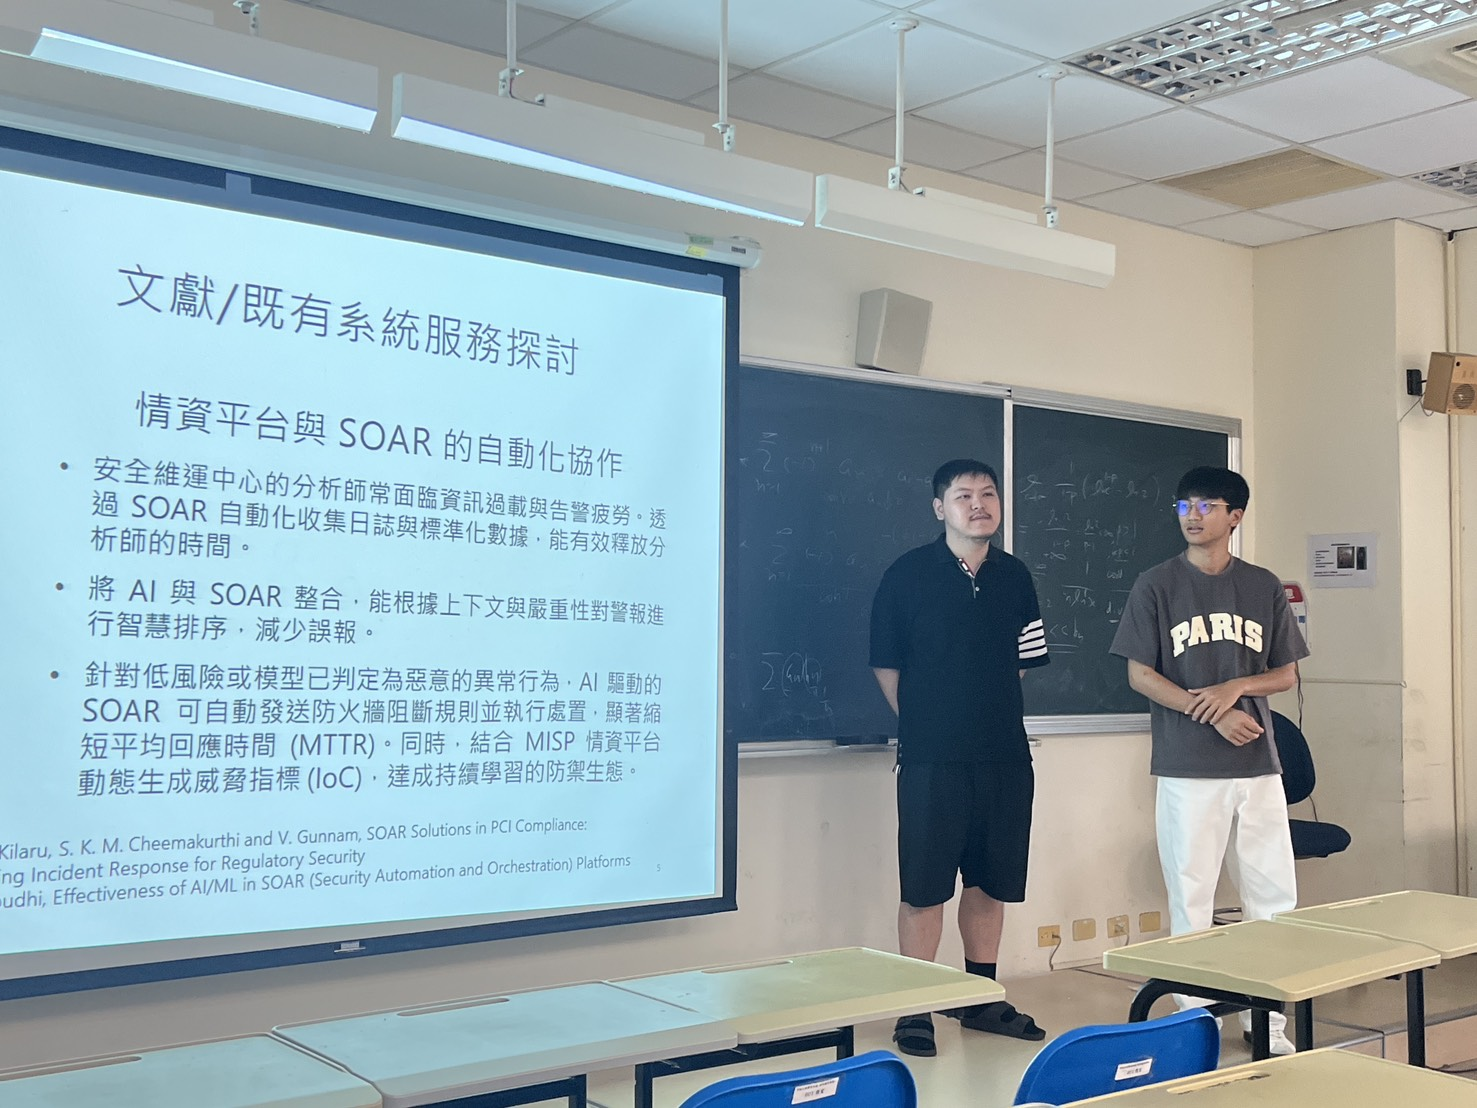 文獻/既有系統服務探討
情資平台與 SOAR 的自動化協作
• 安全維運中心的分析師常面臨資訊過載與告警疲勞。透
過 SOAR 自動化收集日誌與標準化數據，能有效釋放分
析師的時間。
• 將 AI 與 SOAR 整合，能根據上下文與嚴重性對警報進
行智慧排序，減少誤報。
• 針對低風險或模型已判定為惡意的異常行為，AI 驅動的
SOAR 可自動發送防火牆阻斷規則並執行處置，顯著縮
短平均回應時間 (MTTR)。同時，結合 MISP 情資平台
動態生成威脅指標 (IoC)，達成持續學習的防禦生態。
Kilaru, S. K. M. Cheemakurthi and V. Gunnam, SOAR Solutions in PCI Compliance:
ing Incident Response for Regulatory Security
oudhi, Effectiveness of AI/ML in SOAR (Security Automation and Orchestration) Platforms
5
PARIS